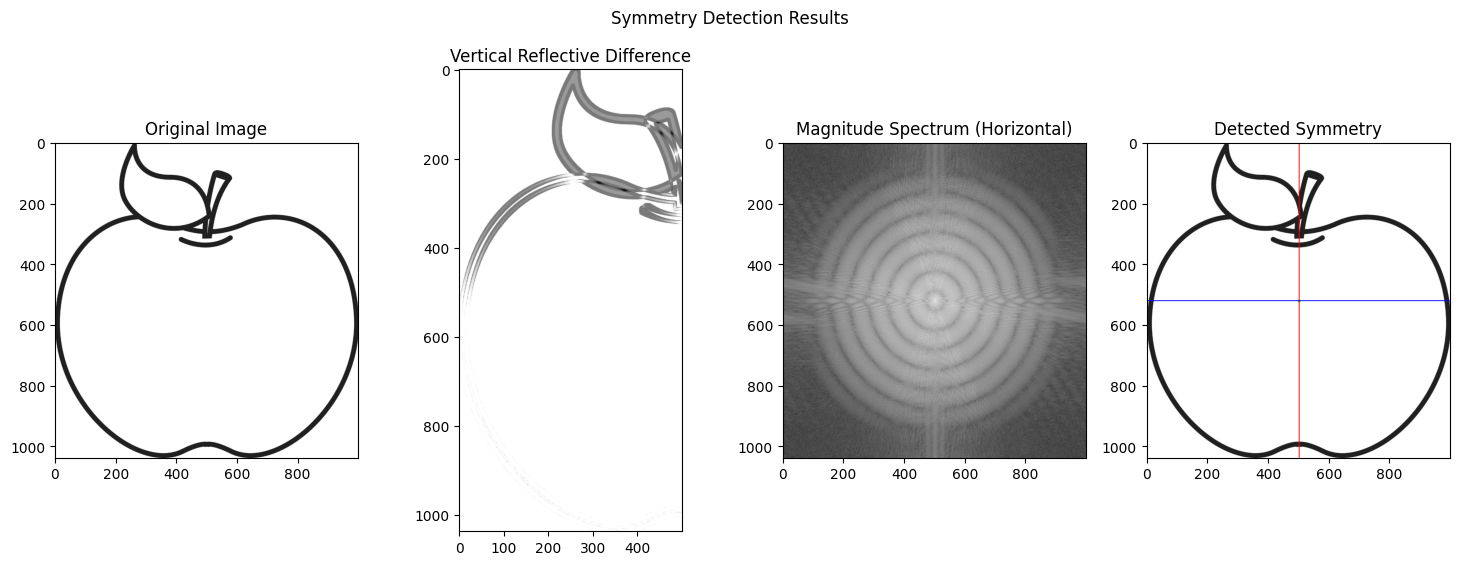 Symmetry Detection Results
Original Image
0
200
400
600
800
1000
0 200 400 600 800
Vertical Reflective Difference
0
200
400
600
800
1000
0 100 200 300 400
Magnitude Spectrum (Horizontal)
0
200
400
600
800
1000
0 200 400 600 800
Detected Symmetry
0
200
400
600
800
1000
0 200 400 600 800